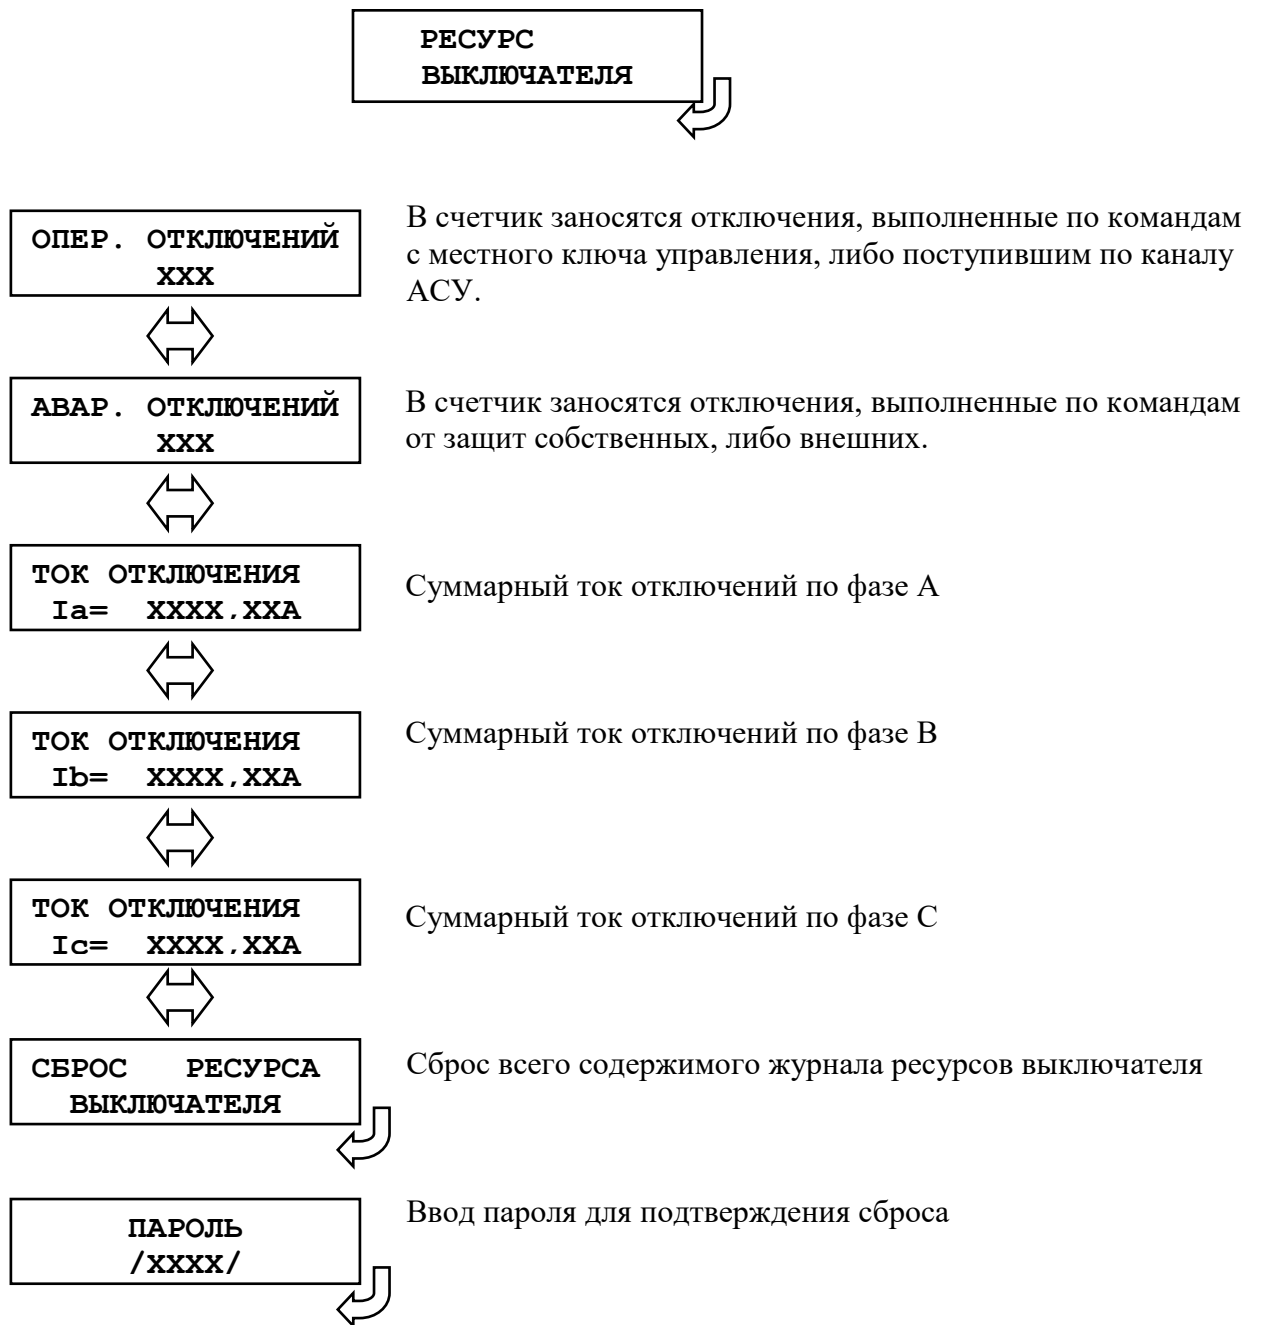 РЕСУРС
ВЫКЛЮЧАТЕЛЯ
ОПЕР. ОТКЛЮЧЕНИЙ
XXX
В счетчик заносятся отключения, выполненные по командам
с местного ключа управления, либо поступившим по каналу
АСУ.
АВАР. ОТКЛЮЧЕНИЙ
XXX
В счетчик заносятся отключения, выполненные по командам
от защит собственных, либо внешних.
ТОК ОТКЛЮЧЕНИЯ
Ia= XXXX,XXA
Суммарный ток отключений по фазе А
ТОК ОТКЛЮЧЕНИЯ
Ib= XXXX,XXA
Суммарный ток отключений по фазе В
ТОК ОТКЛЮЧЕНИЯ
Ic= XXXX,XXA
Суммарный ток отключений по фазе С
СБРОС РЕСУРСА
ВЫКЛЮЧАТЕЛЯ
Сброс всего содержимого журнала ресурсов выключателя
ПАРОЛЬ
/XXXX/
Ввод пароля для подтверждения сброса